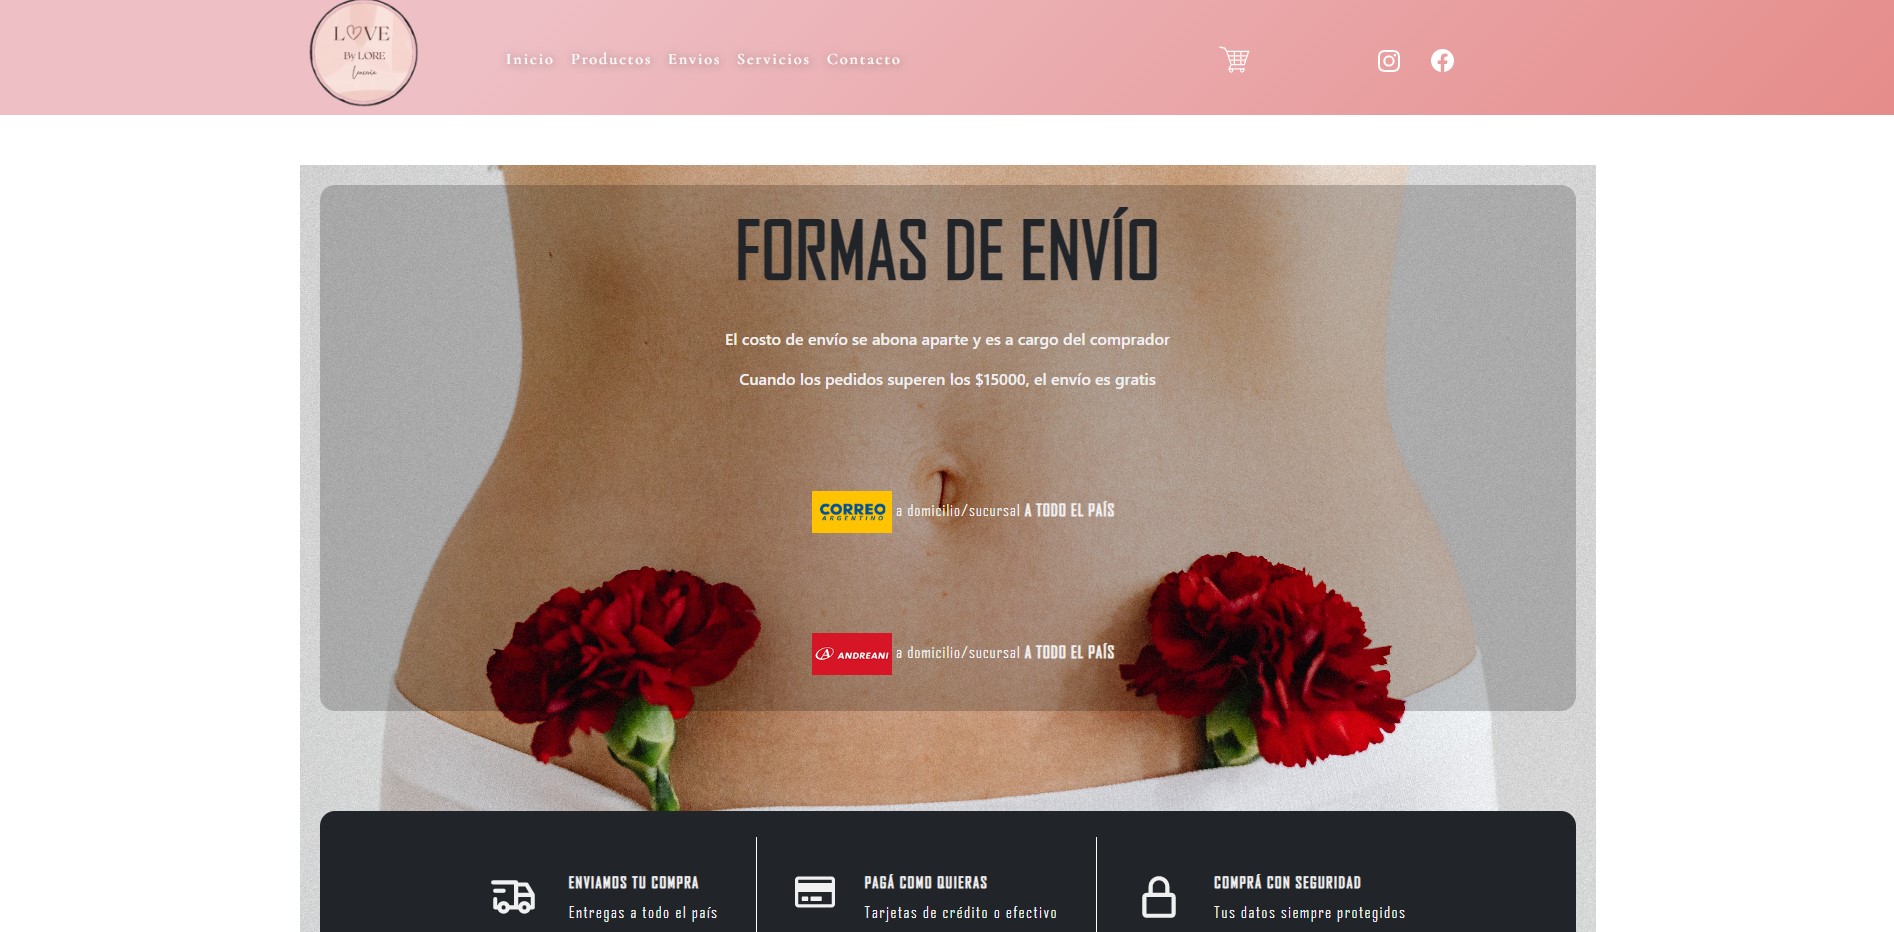 LOVE
By LORE
Lencería
Inicio Productos Envios Servicios Contacto
FORMAS DE ENVÍO
El costo de envío se abona aparte y es a cargo del comprador
Cuando los pedidos superen los $15000, el envío es gratis
CORREO
ARGENTINO
a domicilio/sucursal A TODO EL PAÍS
ANDREANI a domicilio/sucursal A TODO EL PAÍS
ENVIAMOS TU COMPRA
Entregas a todo el país
PAGÁ COMO QUIERAS
Tarjetas de crédito o efectivo
COMPRÁ CON SEGURIDAD
Tus datos siempre protegidos